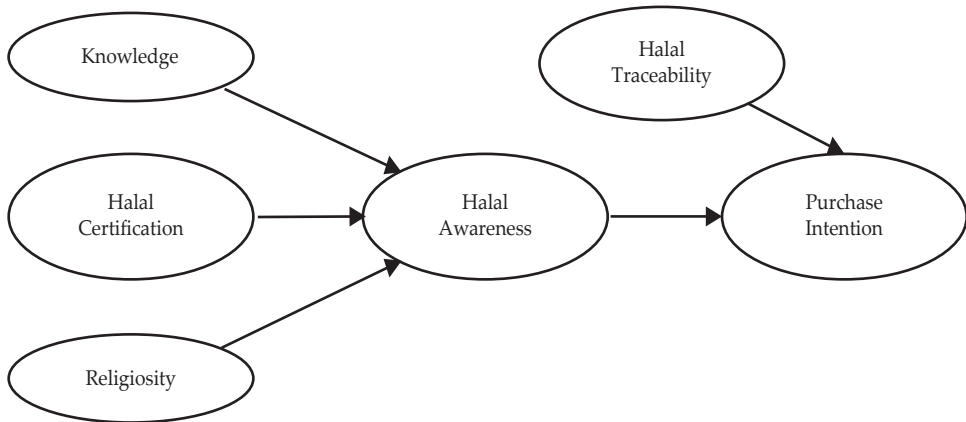 Knowledge
Halal
Traceability
Halal
Certification
Halal
Awareness
Purchase
Intention
Religiosity